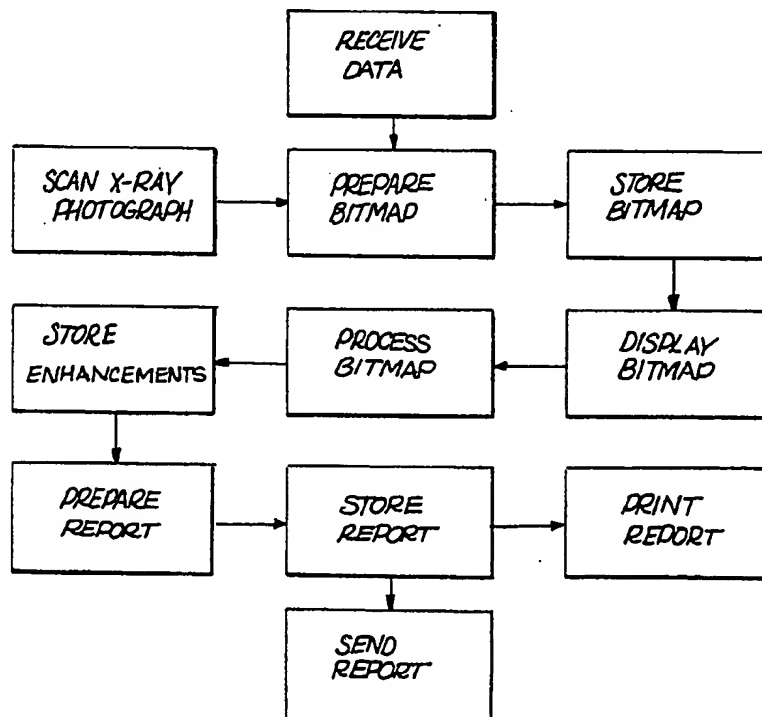 RECEIVE
DATA
SCAN X-RAY
PHOTOGRAPH
PREPARE
BITMAP
STORE
BITMAP
STORE
ENHANCEMENTS
PROCESS
BITMAP
DISPLAY
BITMAP
PREPARE
REPORT
STORE
REPORT
PRINT
REPORT
SEND
REPORT